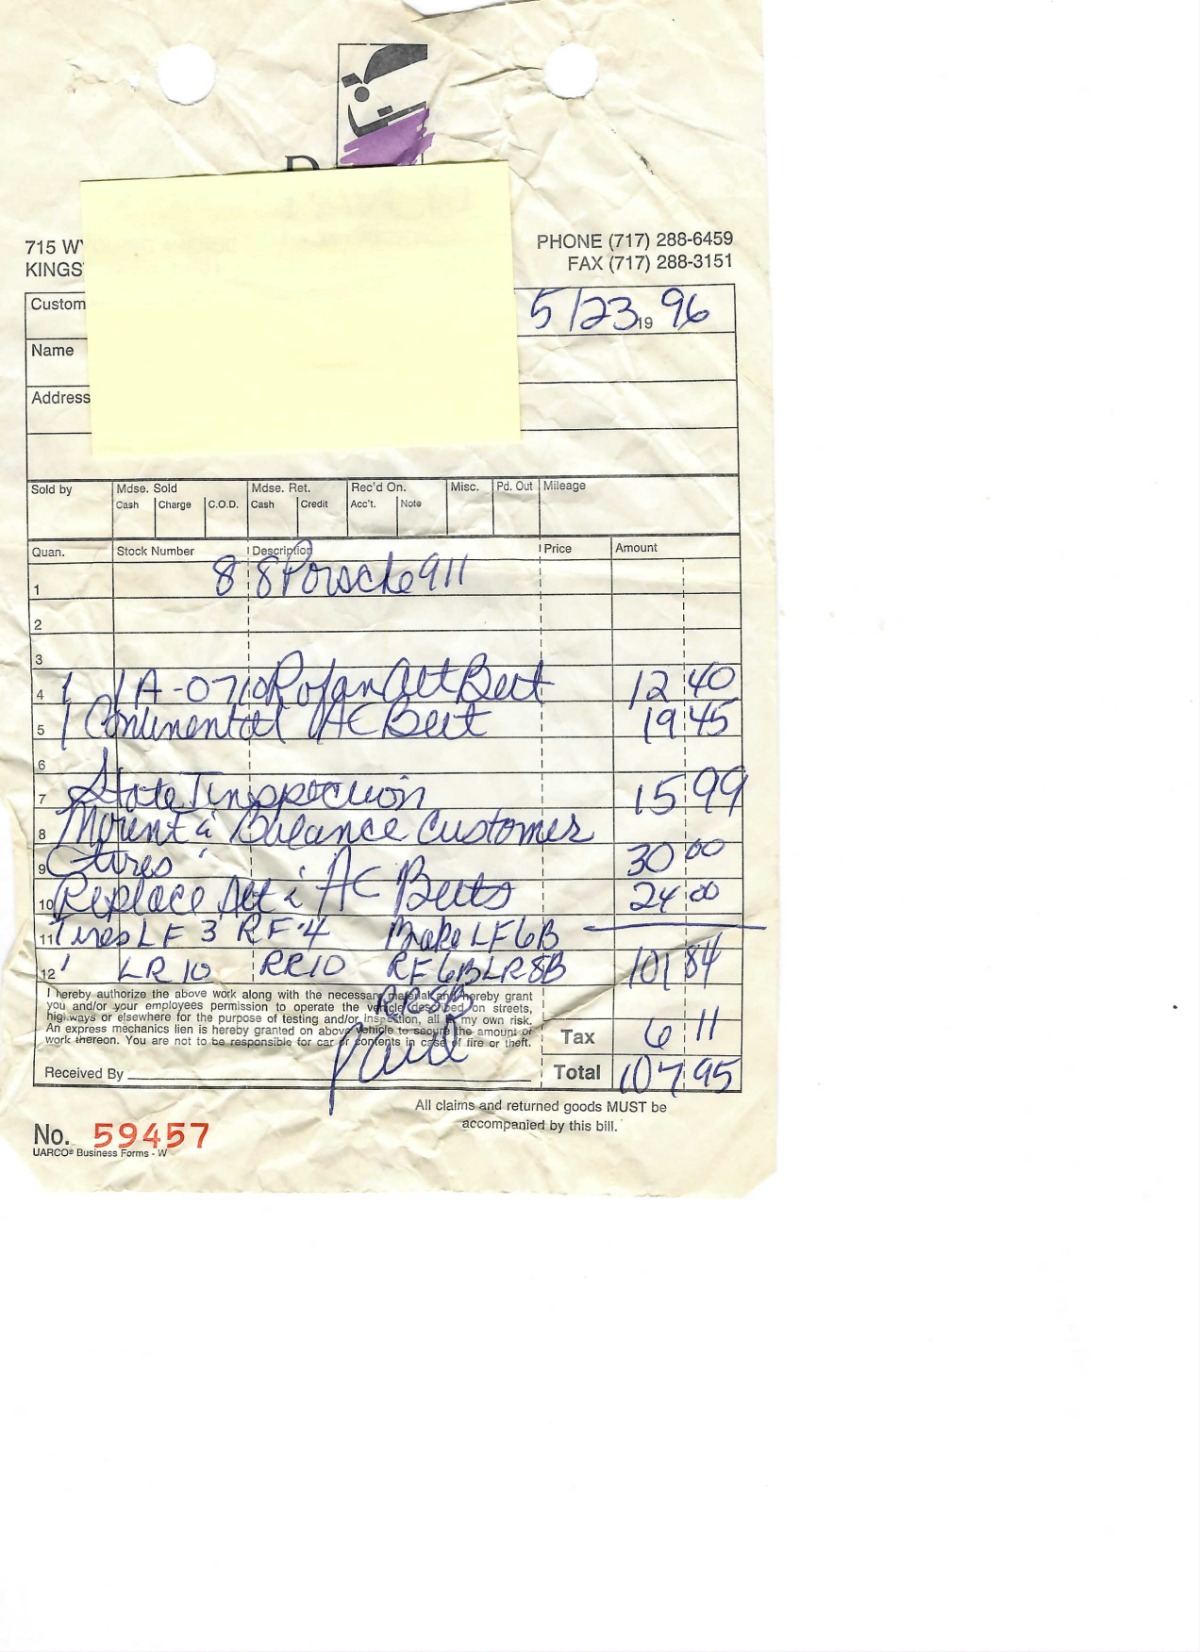 715 WY
KINGS
PHONE (717) 288-6459
FAX (717) 288-3151
Custom
5/23 19 96
Name
Address
Sold by Mdse. Sold Mdse. Ret. Rec'd On. Misc. Pd. Out Mileage
Cash Charge C.O.D. Cash Credit Acc't. Note
Quan. Stock Number Description Price Amount
1 88 Porsche 911
2
3
4 1 A-0710 Alt Belt 12 40
5 1 Continental AC Belt 19 45
6
7 State Inspection 15 99
8 Mount & Balance Customer
9 tires 30 00
10 Replace Alt & AC Belts 24 00
11 Tires LF 3 RF 4 Brake LF 6B
12 LR 10 RR 10 RF 6B LR 8B 101 84
RR 8B
I hereby authorize the above work along with the necessary material and hereby grant
you and/or your employees permission to operate the vehicle described on streets,
highways or elsewhere for the purpose of testing and/or inspection, all at my own risk.
An express mechanics lien is hereby granted on above vehicle to secure the amount of
work thereon. You are not to be responsible for car or contents in case of fire or theft.
Paid
Tax 6 11
Received By Total 107 95
All claims and returned goods MUST be
accompanied by this bill.
No. 59457
UARCO® Business Forms - W